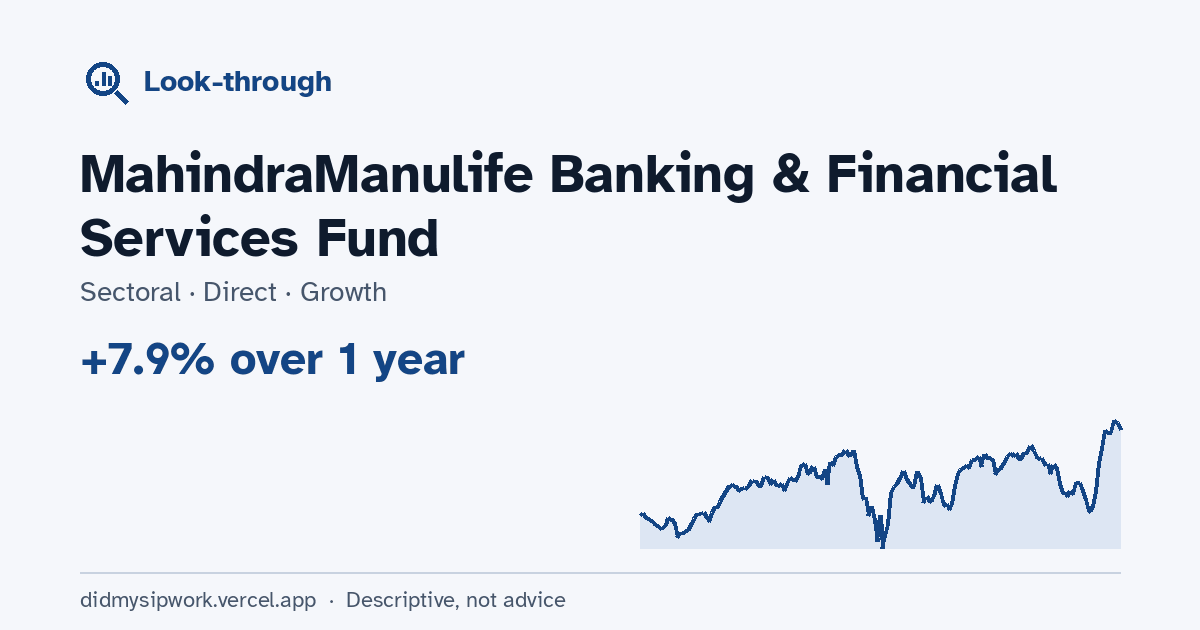 Look-through
MahindraManulife Banking & Financial
Services Fund
Sectoral · Direct · Growth
+7.9% over 1 year
didmysipwork.vercel.app · Descriptive, not advice